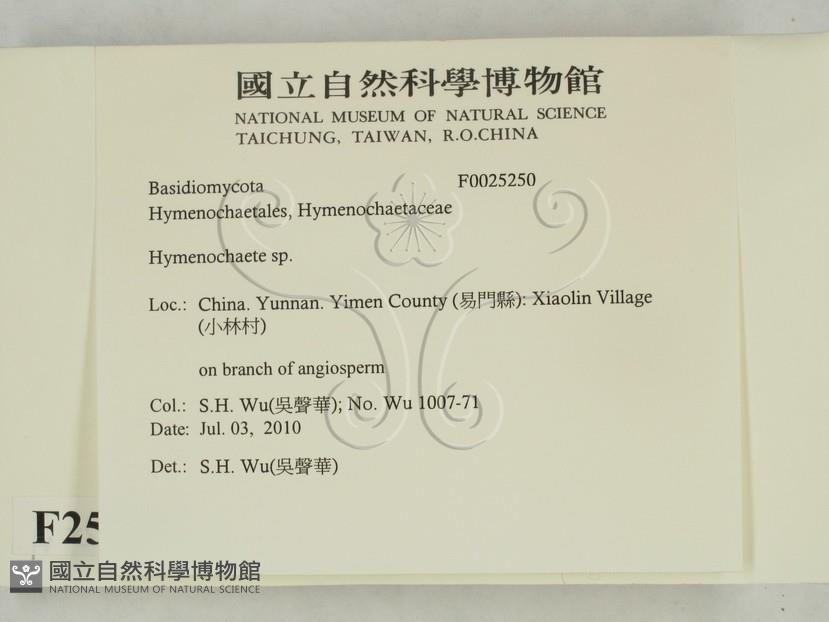 國立自然科學博物館
NATIONAL MUSEUM OF NATURAL SCIENCE
TAICHUNG, TAIWAN, R.O.CHINA
Basidiomycota F0025250
Hymenochaetales, Hymenochaetaceae
Hymenochaete sp.
Loc.: China. Yunnan. Yimen County (易門縣): Xiaolin Village
(小林村)
on branch of angiosperm
Col.: S.H. Wu(吳聲華); No. Wu 1007-71
Date: Jul. 03, 2010
Det.: S.H. Wu(吳聲華)
F25
國立自然科學博物館
NATIONAL MUSEUM OF NATURAL SCIENCE